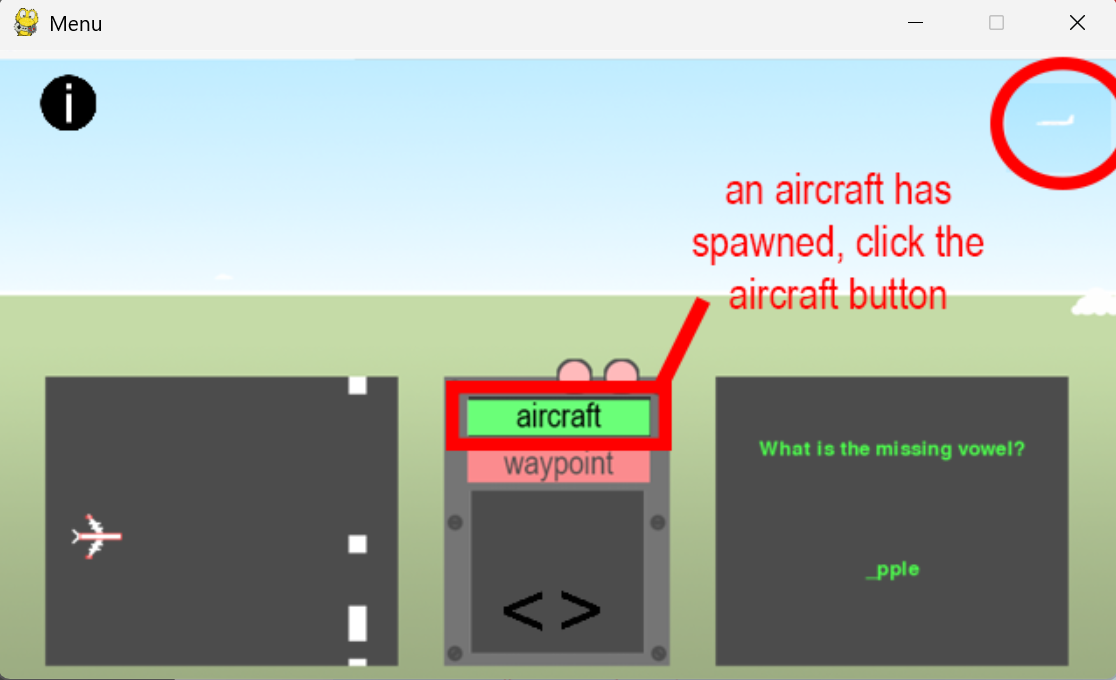 Menu
i
an aircraft has
spawned, click the
aircraft button
aircraft
waypoint
< >
What is the missing vowel?
_pple